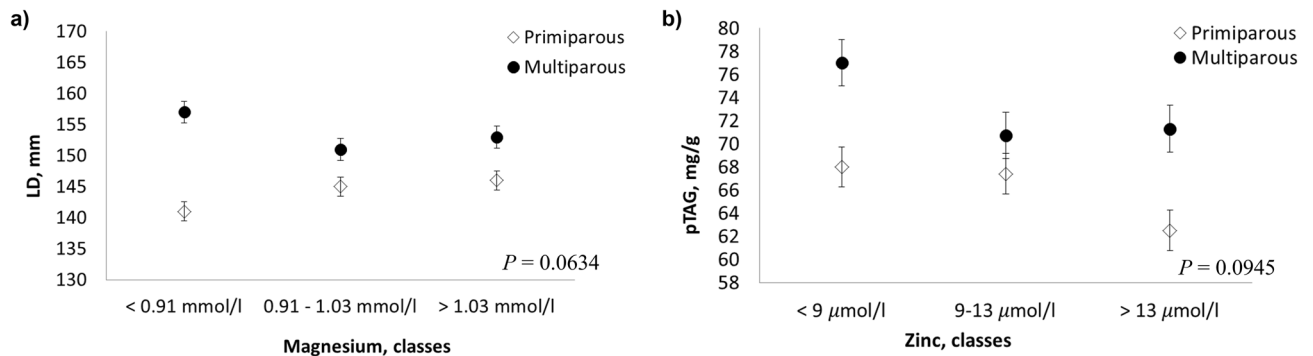 a)
170
165
160
155
150
145
140
135
130
LD, mm
◇ Primiparous
● Multiparous
P = 0.0634
< 0.91 mmol/l 0.91 - 1.03 mmol/l > 1.03 mmol/l
Magnesium, classes
b)
80
78
76
74
72
70
68
66
64
62
60
58
pTAG, mg/g
◇ Primiparous
● Multiparous
P = 0.0945
< 9 μmol/l 9-13 μmol/l > 13 μmol/l
Zinc, classes